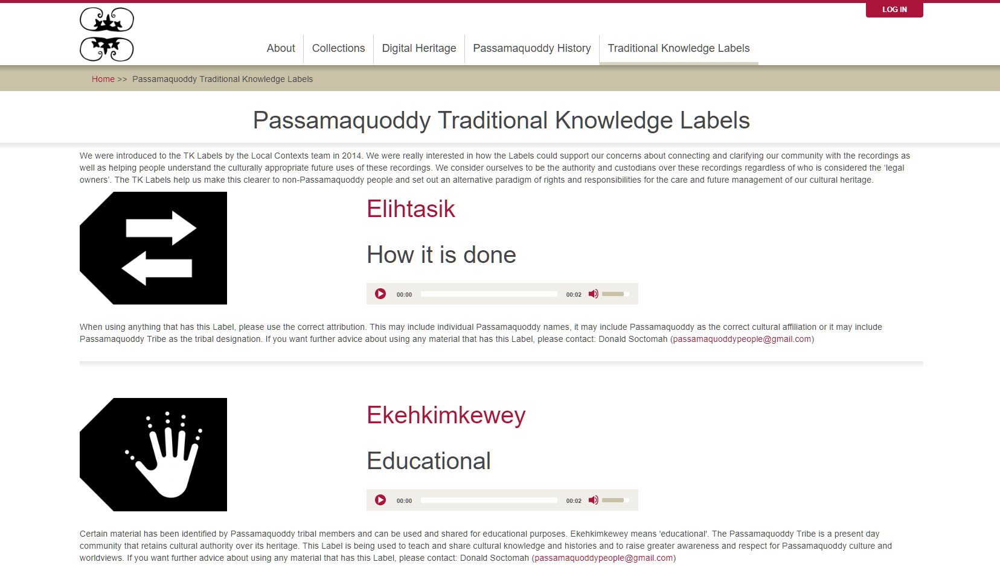 LOG IN
About
Collections
Digital Heritage
Passamaquoddy History
Traditional Knowledge Labels
Home >> Passamaquoddy Traditional Knowledge Labels
Passamaquoddy Traditional Knowledge Labels
We were introduced to the TK Labels by the Local Contexts team in 2014. We were really interested in how the Labels could support our concerns about connecting and clarifying our community with the recordings as
well as helping people understand the culturally appropriate future uses of these recordings. We consider ourselves to be the authority and custodians over these recordings regardless of who is considered the ‘legal
owners’. The TK Labels help us make this clearer to non-Passamaquoddy people and set out an alternative paradigm of rights and responsibilities for the care and future management of our cultural heritage.
Elihtasik
How it is done
00:00
00:02
When using anything that has this Label, please use the correct attribution. This may include individual Passamaquoddy names, it may include Passamaquoddy as the correct cultural affiliation or it may include
Passamaquoddy Tribe as the tribal designation. If you want further advice about using any material that has this Label, please contact: Donald Soctomah (passamaquoddypeople@gmail.com)
Ekehkimkewey
Educational
00:00
00:02
Certain material has been identified by Passamaquoddy tribal members and can be used and shared for educational purposes. Ekehkimkewey means 'educational'. The Passamaquoddy Tribe is a present day
community that retains cultural authority over its heritage. This Label is being used to teach and share cultural knowledge and histories and to raise greater awareness and respect for Passamaquoddy culture and
worldviews. If you want further advice about using any material that has this Label, please contact: Donald Soctomah (passamaquoddypeople@gmail.com)